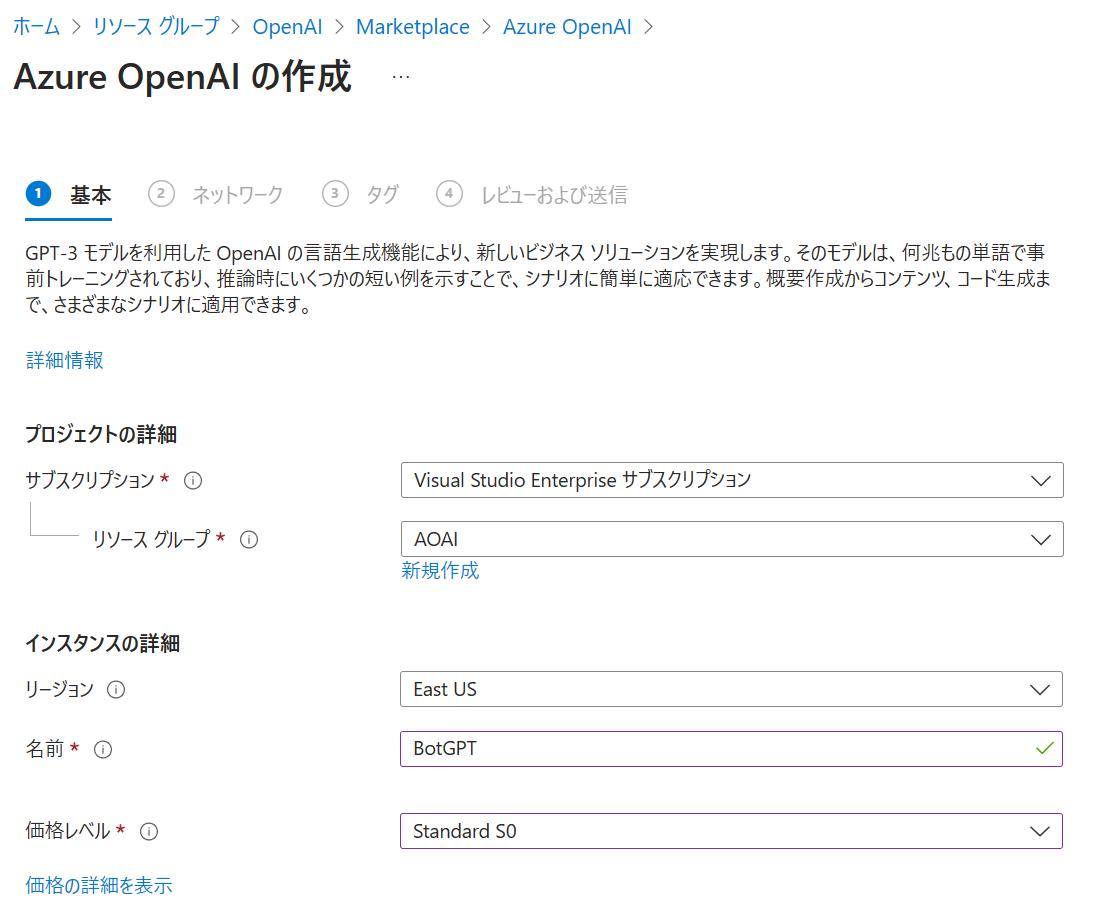 ホーム > リソース グループ > OpenAI > Marketplace > Azure OpenAI >
Azure OpenAI の作成 …
1 基本 2 ネットワーク 3 タグ 4 レビューおよび送信
GPT-3 モデルを利用した OpenAI の言語生成機能により、新しいビジネス ソリューションを実現します。そのモデルは、何兆もの単語で事
前トレーニングされており、推論時にいくつかの短い例を示すことで、シナリオに簡単に適応できます。概要作成からコンテンツ、コード生成ま
で、さまざまなシナリオに適用できます。
詳細情報
プロジェクトの詳細
サブスクリプション * Visual Studio Enterprise サブスクリプション
リソース グループ * AOAI
新規作成
インスタンスの詳細
リージョン East US
名前 * BotGPT
価格レベル * Standard S0
価格の詳細を表示